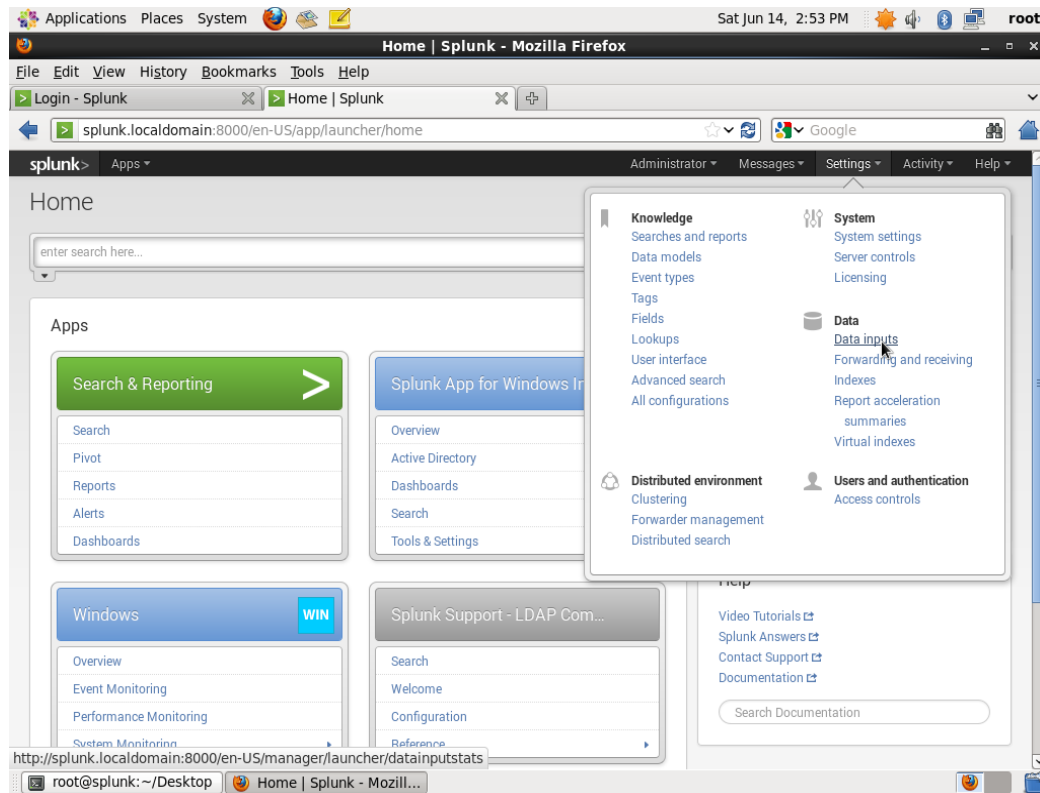 Applications Places System Sat Jun 14, 2:53 PM root
Home | Splunk - Mozilla Firefox
File Edit View History Bookmarks Tools Help
Login - Splunk Home | Splunk
splunk.localdomain:8000/en-US/app/launcher/home Google
splunk> Apps Administrator Messages Settings Activity Help
Home
enter search here...
Knowledge
Searches and reports
Data models
Event types
Tags
Fields
Lookups
User interface
Advanced search
All configurations
System
System settings
Server controls
Licensing
Data
Data inputs
Forwarding and receiving
Indexes
Report acceleration
summaries
Virtual indexes
Distributed environment
Clustering
Forwarder management
Distributed search
Users and authentication
Access controls
Apps
Search & Reporting >
Search
Pivot
Reports
Alerts
Dashboards
Splunk App for Windows In
Overview
Active Directory
Dashboards
Search
Tools & Settings
Windows WIN
Overview
Event Monitoring
Performance Monitoring
System Monitoring
Splunk Support - LDAP Com...
Search
Welcome
Configuration
Reference
Help
Video Tutorials
Splunk Answers
Contact Support
Documentation
Search Documentation
http://splunk.localdomain:8000/en-US/manager/launcher/datainputstats
root@splunk:~/Desktop Home | Splunk - Mozill...